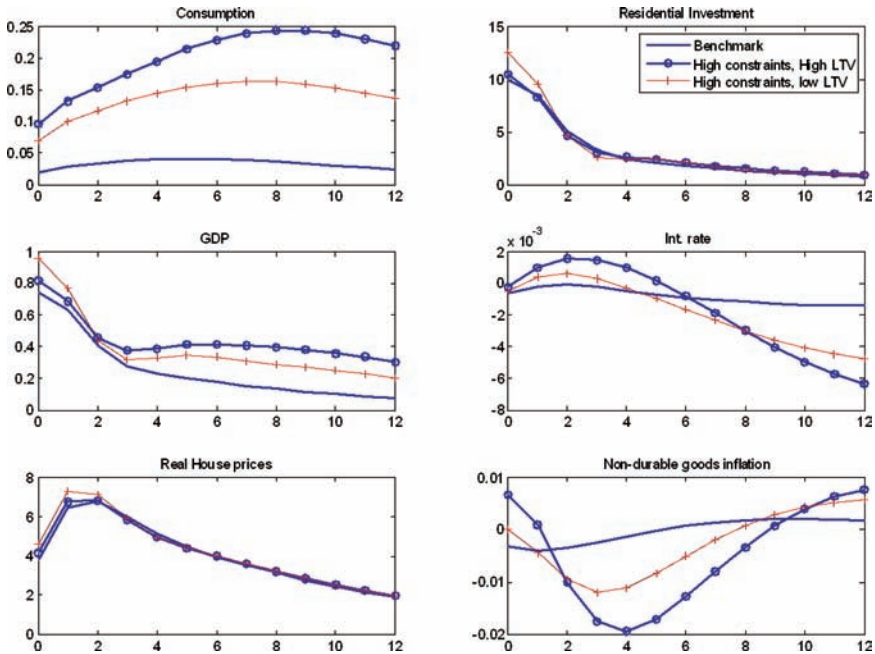 Consumption
0.25
0.2
0.15
0.1
0.05
0
0 2 4 6 8 10 12
Residential Investment
15
10
5
0
0 2 4 6 8 10 12
Benchmark
High constraints, High LTV
High constraints, low LTV
GDP
1
0.8
0.6
0.4
0.2
0
0 2 4 6 8 10 12
Int. rate
x 10⁻³
2
0
-2
-4
-6
-8
0 2 4 6 8 10 12
Real House prices
8
6
4
2
0
0 2 4 6 8 10 12
Non-durable goods inflation
0.01
0
-0.01
-0.02
0 2 4 6 8 10 12